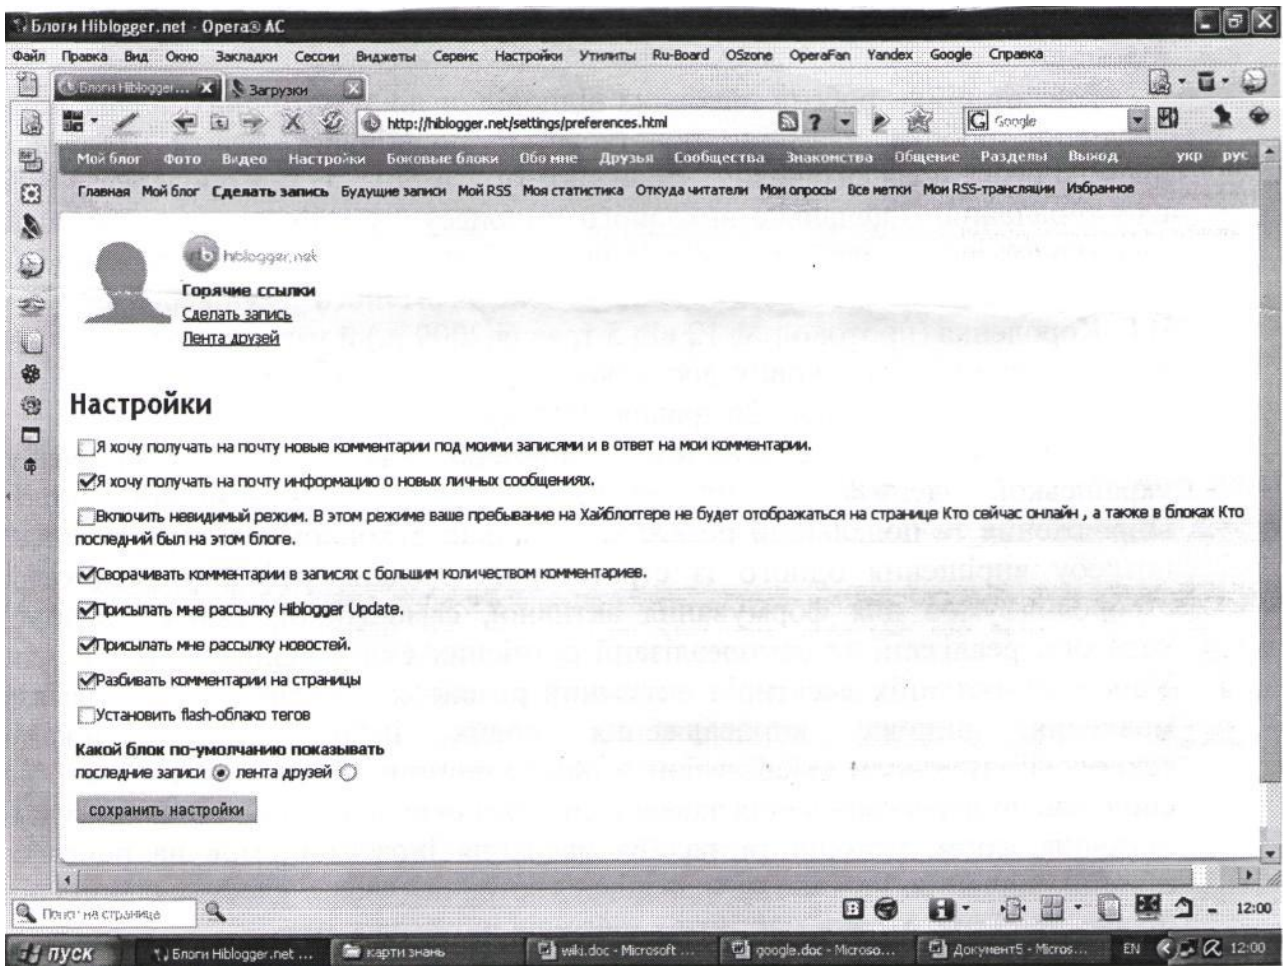 Блоги Hiblogger.net - Opera® AC
Файл Правка Вид Окно Закладки Сессии Виджеты Сервис Настройки Утилиты Ru-Board OSzone OperaFan Yandex Google Справка
Блоги Hiblogger... Загрузки
http://hiblogger.net/settings/preferences.html Google
Мой блог Фото Видео Настройки Боковые блоки Обо мне Друзья Сообщества Знакомства Общение Разделы Выход укр рус
Главная Мой блог Сделать запись Будущие записи Мой RSS Моя статистика Откуда читатели Мои опросы Все метки Мои RSS-трансляции Избранное
hiblogger.net
Горячие ссылки
Сделать запись
Лента друзей
Настройки
Я хочу получать на почту новые комментарии под моими записями и в ответ на мои комментарии.
Я хочу получать на почту информацию о новых личных сообщениях.
Включить невидимый режим. В этом режиме ваше пребывание на Хайблоггере не будет отображаться на странице Кто сейчас онлайн , а также в блоках Кто
последний был на этом блоге.
Сворачивать комментарии в записях с большим количеством комментариев.
Присылать мне рассылку Hiblogger Update.
Присылать мне рассылку новостей.
Разбивать комментарии на страницы
Установить flash-облако тегов
Какой блок по-умолчанию показывать
последние записи лента друзей
сохранить настройки
на странице 12:00
пуск Блоги Hiblogger.net ... карти знань wiki.doc - Microsoft ... google.doc - Microso... Документ5 - Micros... EN 12:00